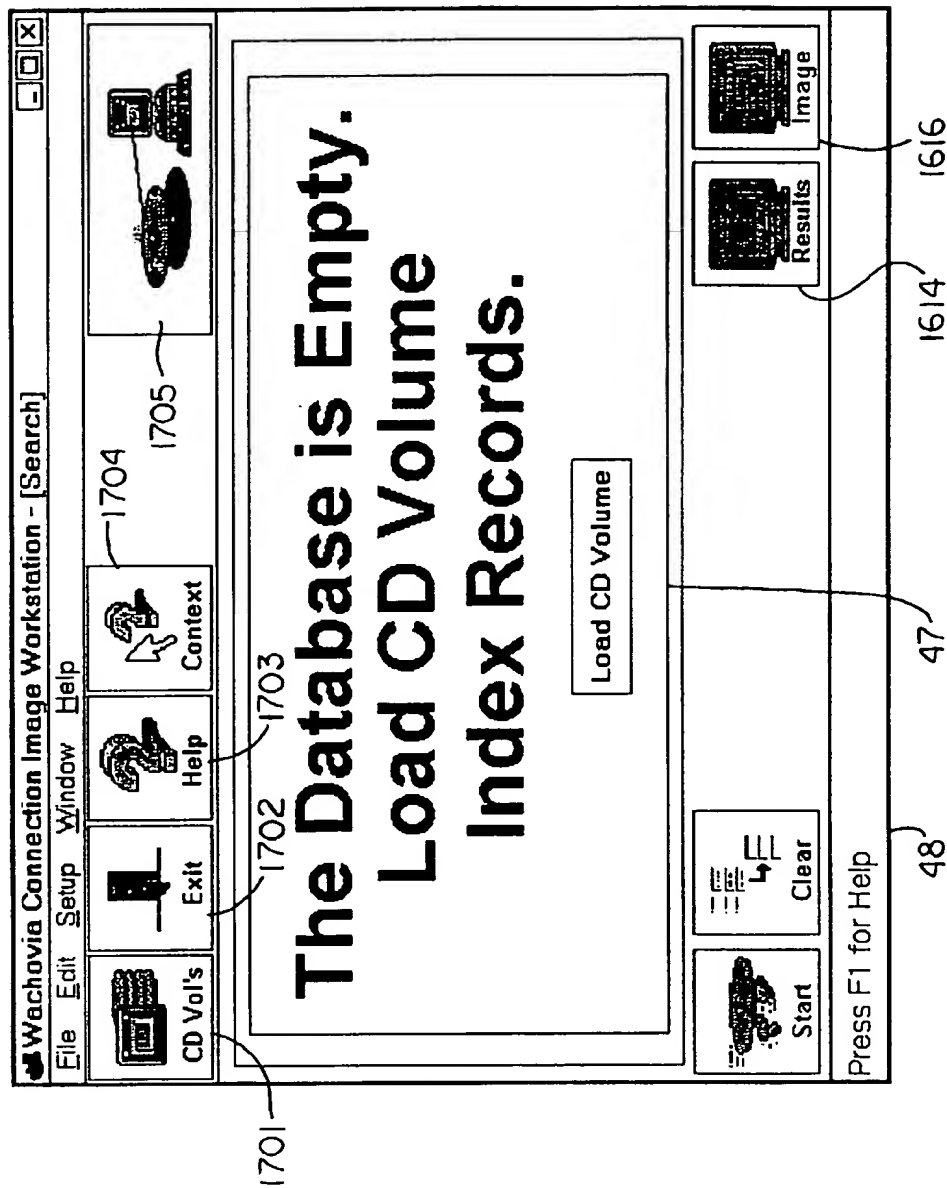 Wachovia Connection Image Workstation - [Search]
File Edit Setup Window Help
CD Vol's
Exit
Help
Context
1701
1702
1703
1704
1705
The Database is Empty.
Load CD Volume
Index Records.
Load CD Volume
Start
Clear
Results
Image
Press F1 for Help
48
47
1614
1616